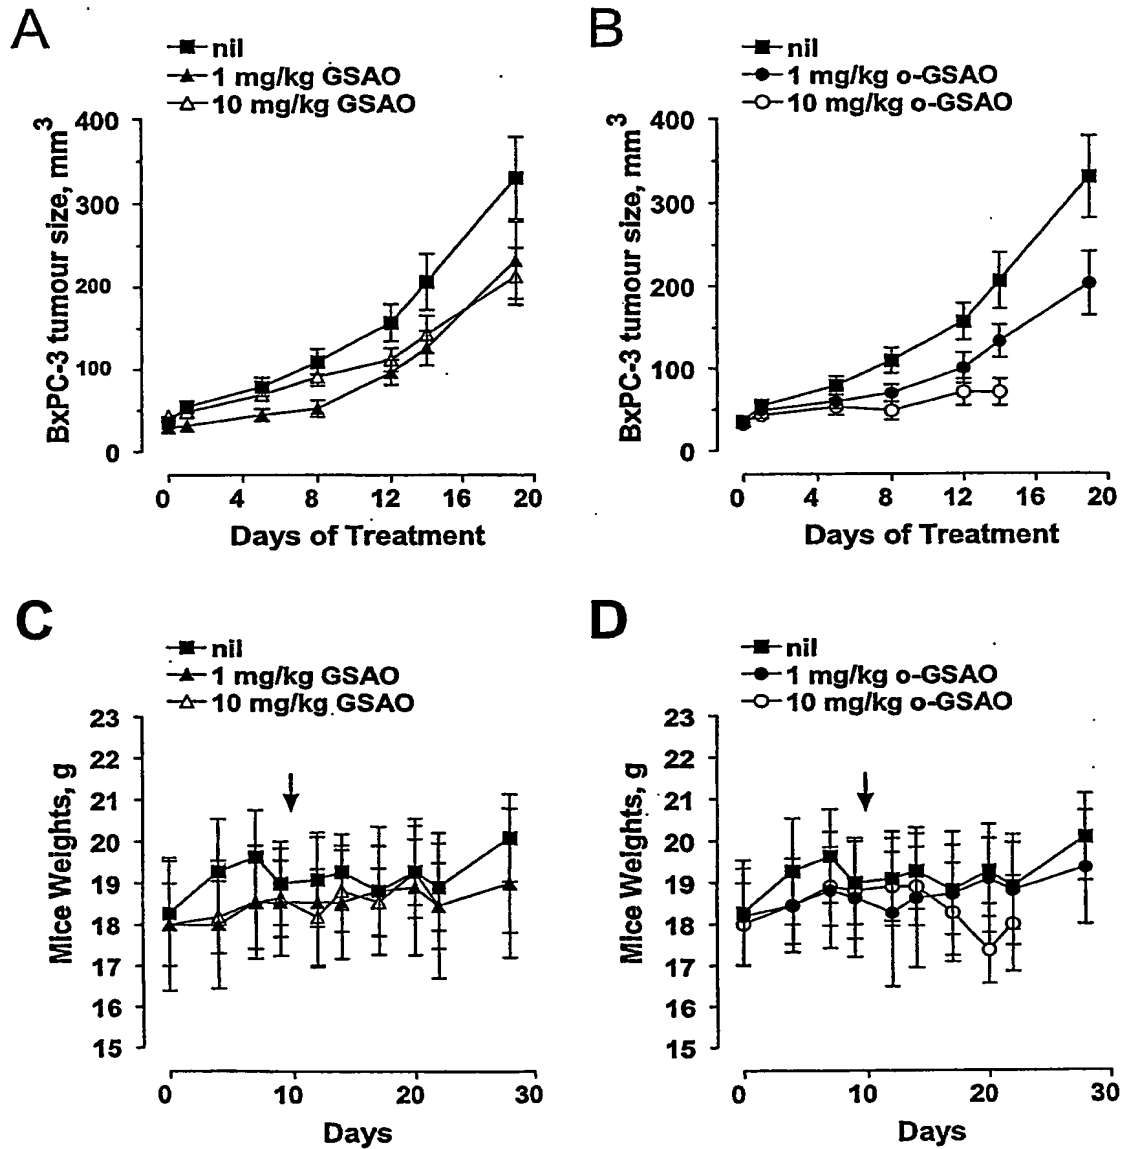 A
nil
1 mg/kg GSAO
10 mg/kg GSAO
400
300
200
100
0
BxPC-3 tumour size, mm3
0 4 8 12 16 20
Days of Treatment
B
nil
1 mg/kg o-GSAO
10 mg/kg o-GSAO
400
300
200
100
0
BxPC-3 tumour size, mm3
0 4 8 12 16 20
Days of Treatment
C
nil
1 mg/kg GSAO
10 mg/kg GSAO
23
22
21
20
19
18
17
16
15
Mice Weights, g
0 10 20 30
Days
D
nil
1 mg/kg o-GSAO
10 mg/kg o-GSAO
23
22
21
20
19
18
17
16
15
Mice Weights, g
0 10 20 30
Days